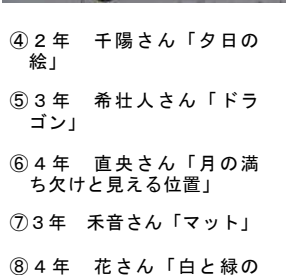 ④２年　千陽さん「夕日の
絵」
⑤３年　希壮人さん「ドラ
ゴン」
⑥４年　直央さん「月の満
ち欠けと見える位置」
⑦３年　禾音さん「マット」
⑧４年　花さん「白と緑の